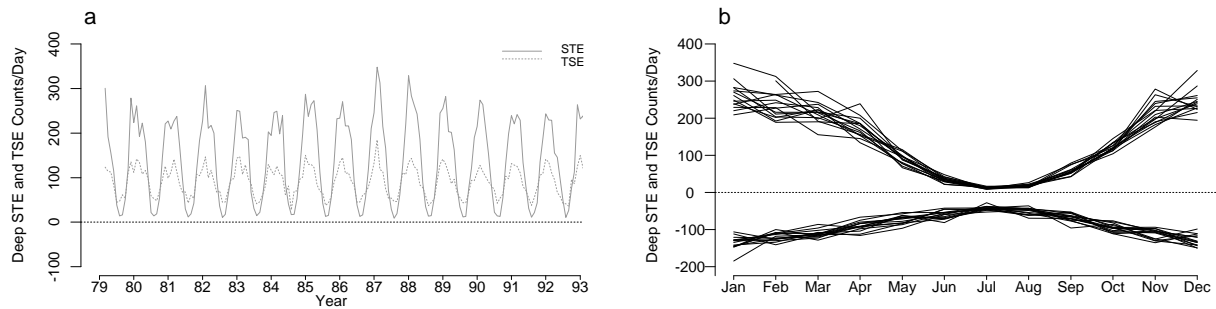 a
Deep STE and TSE Counts/Day
400
300
200
100
0
-100
STE
TSE
79 80 81 82 83 84 85 86 87 88 89 90 91 92 93
Year
b
Deep STE and TSE Counts/Day
400
300
200
100
0
-100
-200
Jan Feb Mar Apr May Jun Jul Aug Sep Oct Nov Dec